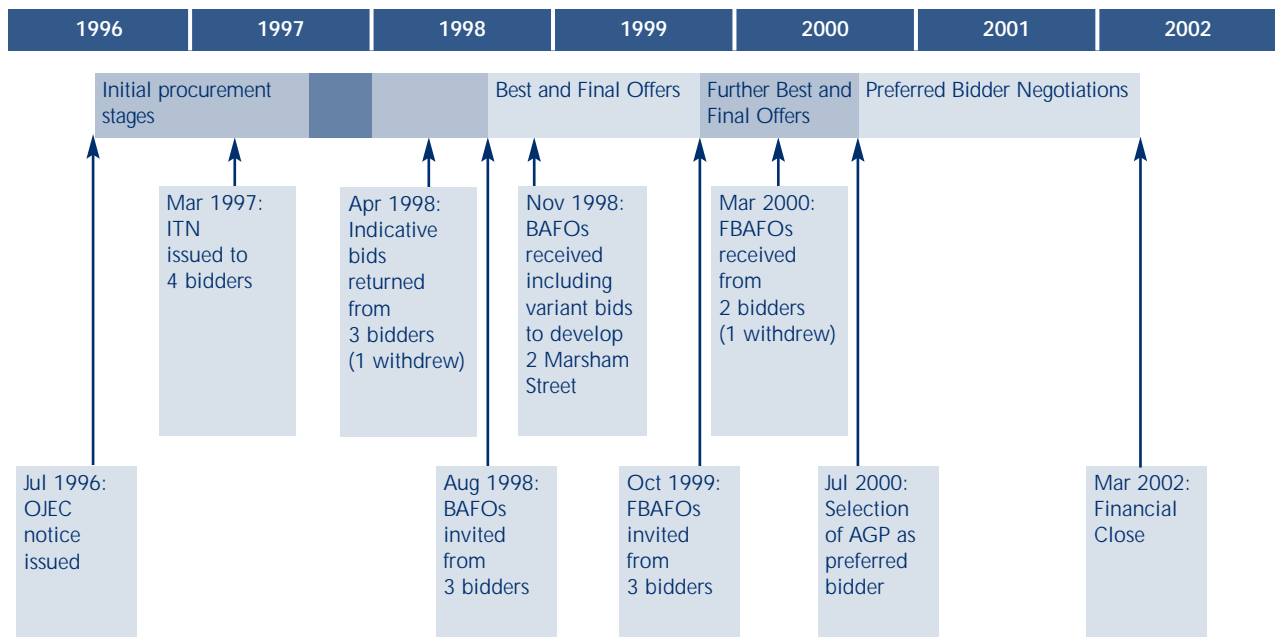 1996
1997
1998
1999
2000
2001
2002
Initial procurement
stages
Best and Final Offers
Further Best and
Final Offers
Preferred Bidder Negotiations
Mar 1997:
ITN
issued to
4 bidders
Apr 1998:
Indicative
bids
returned
from
3 bidders
(1 withdrew)
Nov 1998:
BAFOs
received
including
variant bids
to develop
2 Marsham
Street
Mar 2000:
FBAFOs
received
from
2 bidders
(1 withdrew)
Jul 1996:
OJEC
notice
issued
Aug 1998:
BAFOs
invited
from
3 bidders
Oct 1999:
FBAFOs
invited
from
3 bidders
Jul 2000:
Selection
of AGP as
preferred
bidder
Mar 2002:
Financial
Close